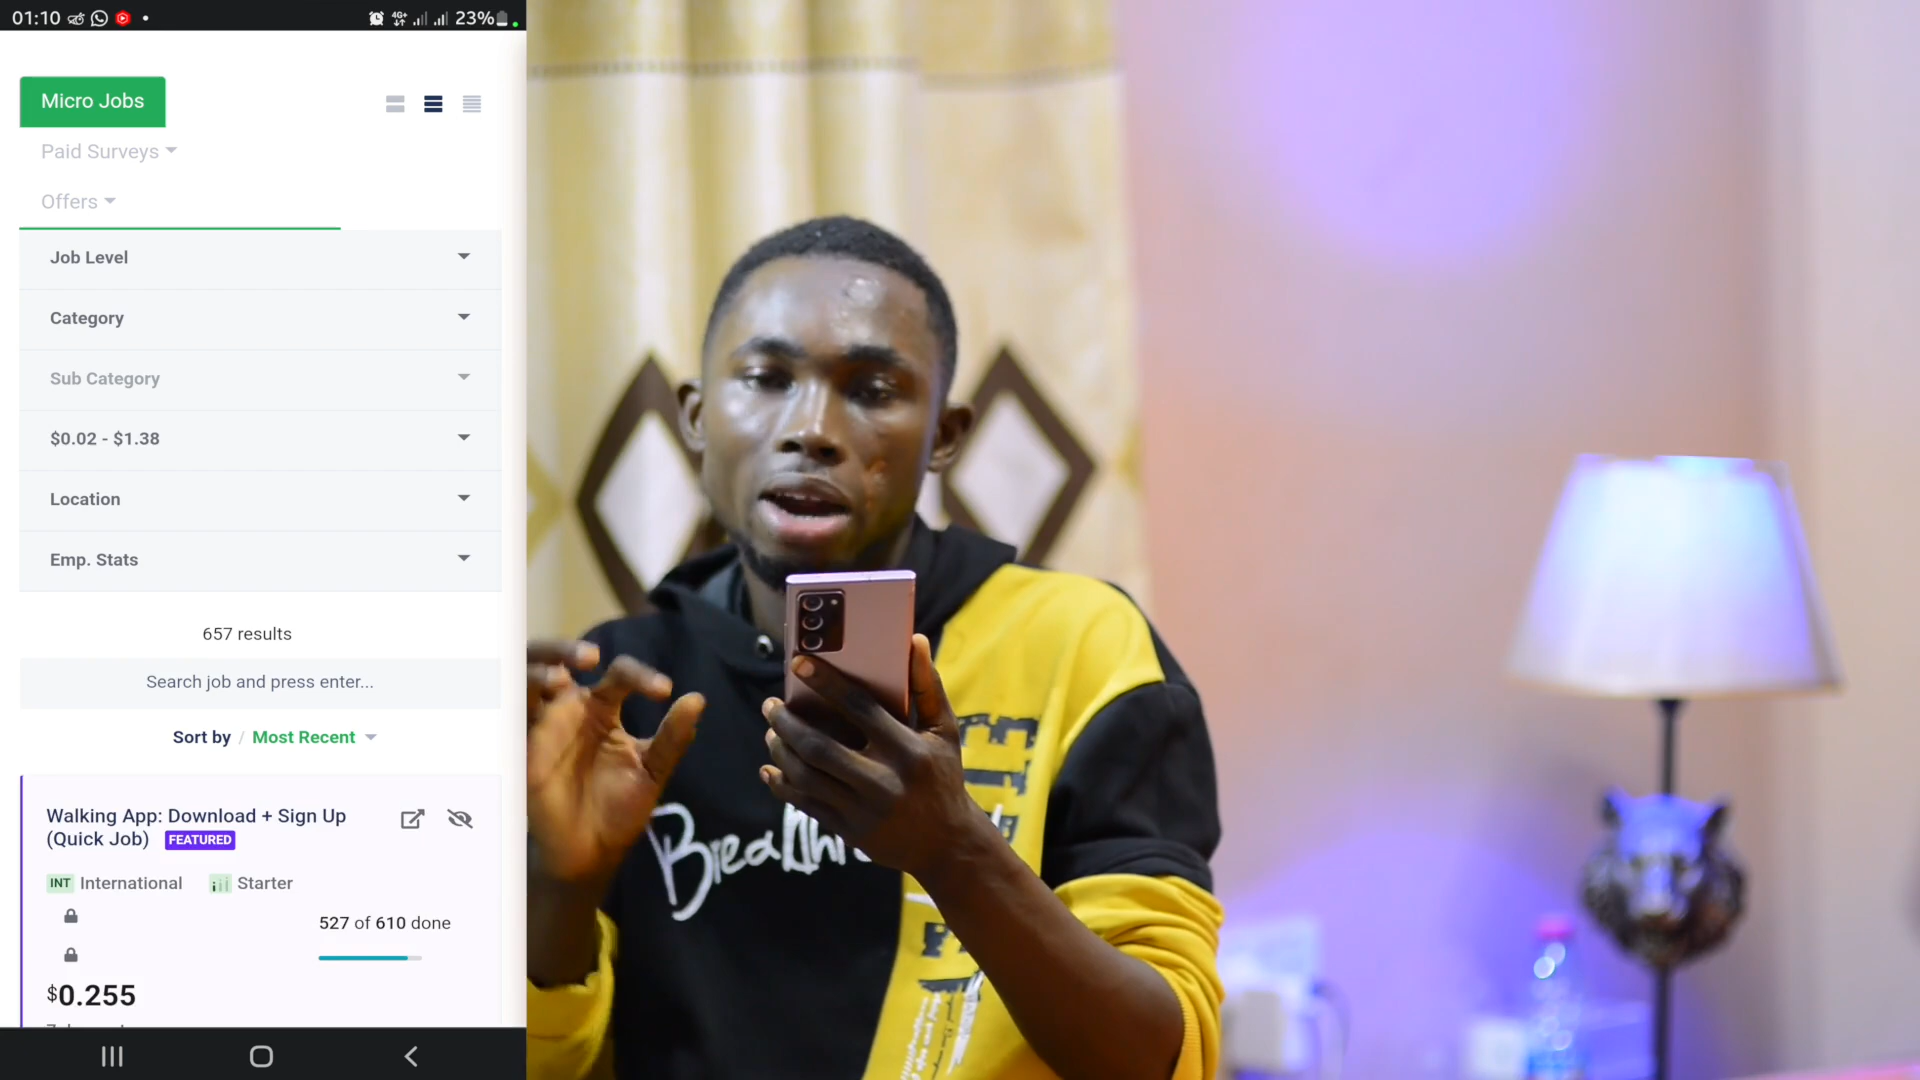 01:10
4G+
23%
Micro Jobs
Paid Surveys
Offers
Job Level
Category
Sub Category
$0.02 - $1.38
Location
Emp. Stats
657 results
Search job and press enter...
Sort by / Most Recent
Walking App: Download + Sign Up
(Quick Job) FEATURED
INT International Starter
527 of 610 done
$0.255